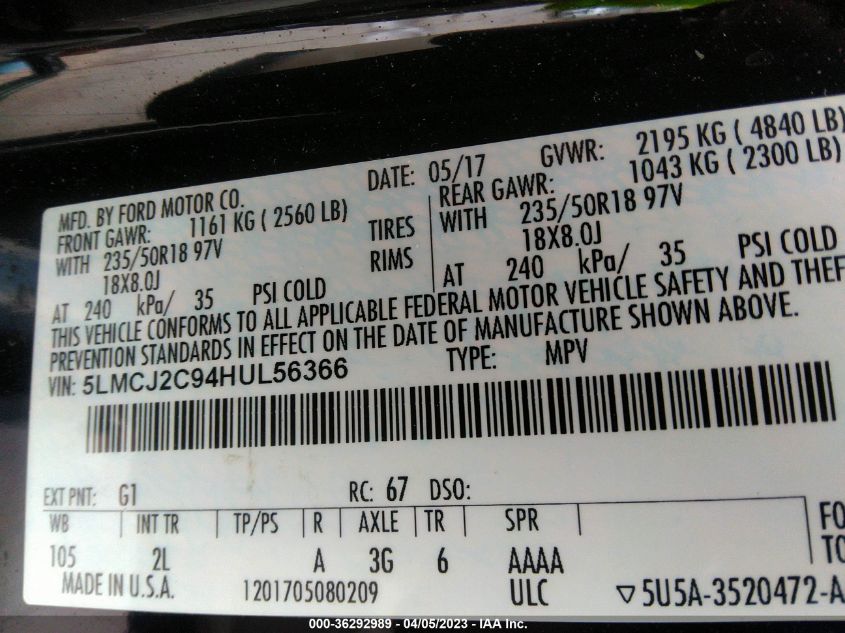 MFD. BY FORD MOTOR CO. DATE: 05/17 GVWR: 2195 KG ( 4840 LB)
FRONT GAWR: 1161 KG ( 2560 LB) REAR GAWR: 1043 KG ( 2300 LB)
WITH 235/50R18 97V TIRES WITH 235/50R18 97V
18X8.0J RIMS 18X8.0J
AT 240 kPa/ 35 PSI COLD AT 240 kPa/ 35 PSI COLD
THIS VEHICLE CONFORMS TO ALL APPLICABLE FEDERAL MOTOR VEHICLE SAFETY AND THEF
PREVENTION STANDARDS IN EFFECT ON THE DATE OF MANUFACTURE SHOWN ABOVE.
VIN: 5LMCJ2C94HUL56366 TYPE: MPV
EXT PNT: G1 RC: 67 DSO:
WB INT TR TP/PS R AXLE TR SPR FO
105 2L A 3G 6 AAAA TO
MADE IN U.S.A. 1201705080209 ULC ▽5U5A-3520472-A
000-36292989 - 04/05/2023 - IAA Inc.